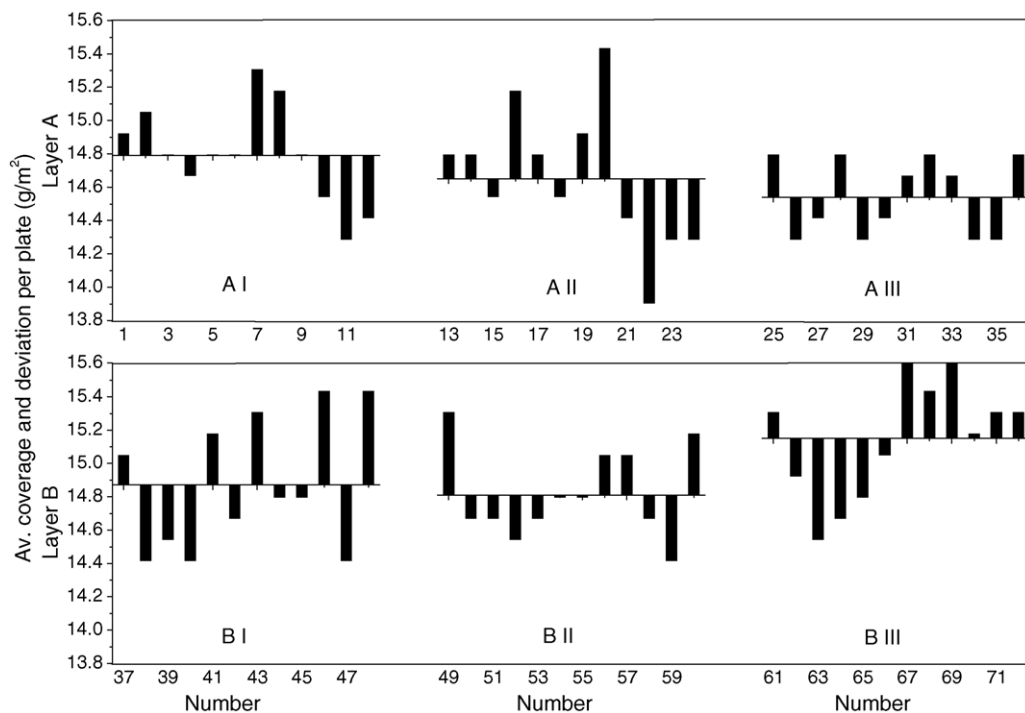 Av. coverage and deviation per plate (g/m²)
Layer A
15.6
15.4
15.2
15.0
14.8
14.6
14.4
14.2
14.0
13.8
A I
A II
A III
1 3 5 7 9 11 13 15 17 19 21 23 25 27 29 31 33 35
Layer B
15.6
15.4
15.2
15.0
14.8
14.6
14.4
14.2
14.0
13.8
B I
B II
B III
37 39 41 43 45 47 49 51 53 55 57 59 61 63 65 67 69 71
Number Number Number